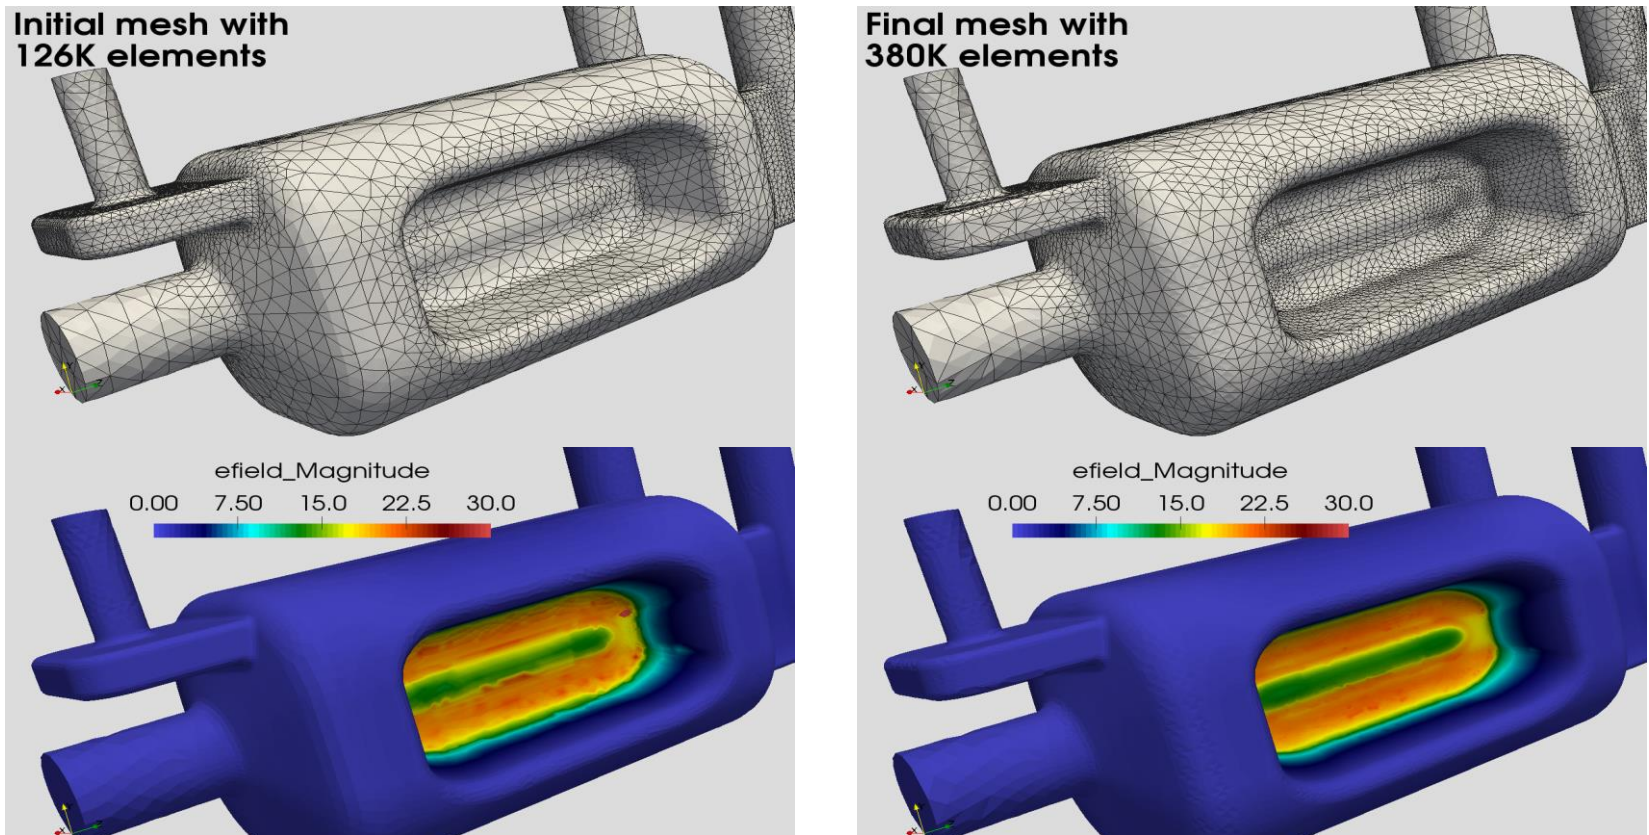 Initial mesh with
126K elements
Final mesh with
380K elements
efield_Magnitude
0.00 7.50 15.0 22.5 30.0
efield_Magnitude
0.00 7.50 15.0 22.5 30.0